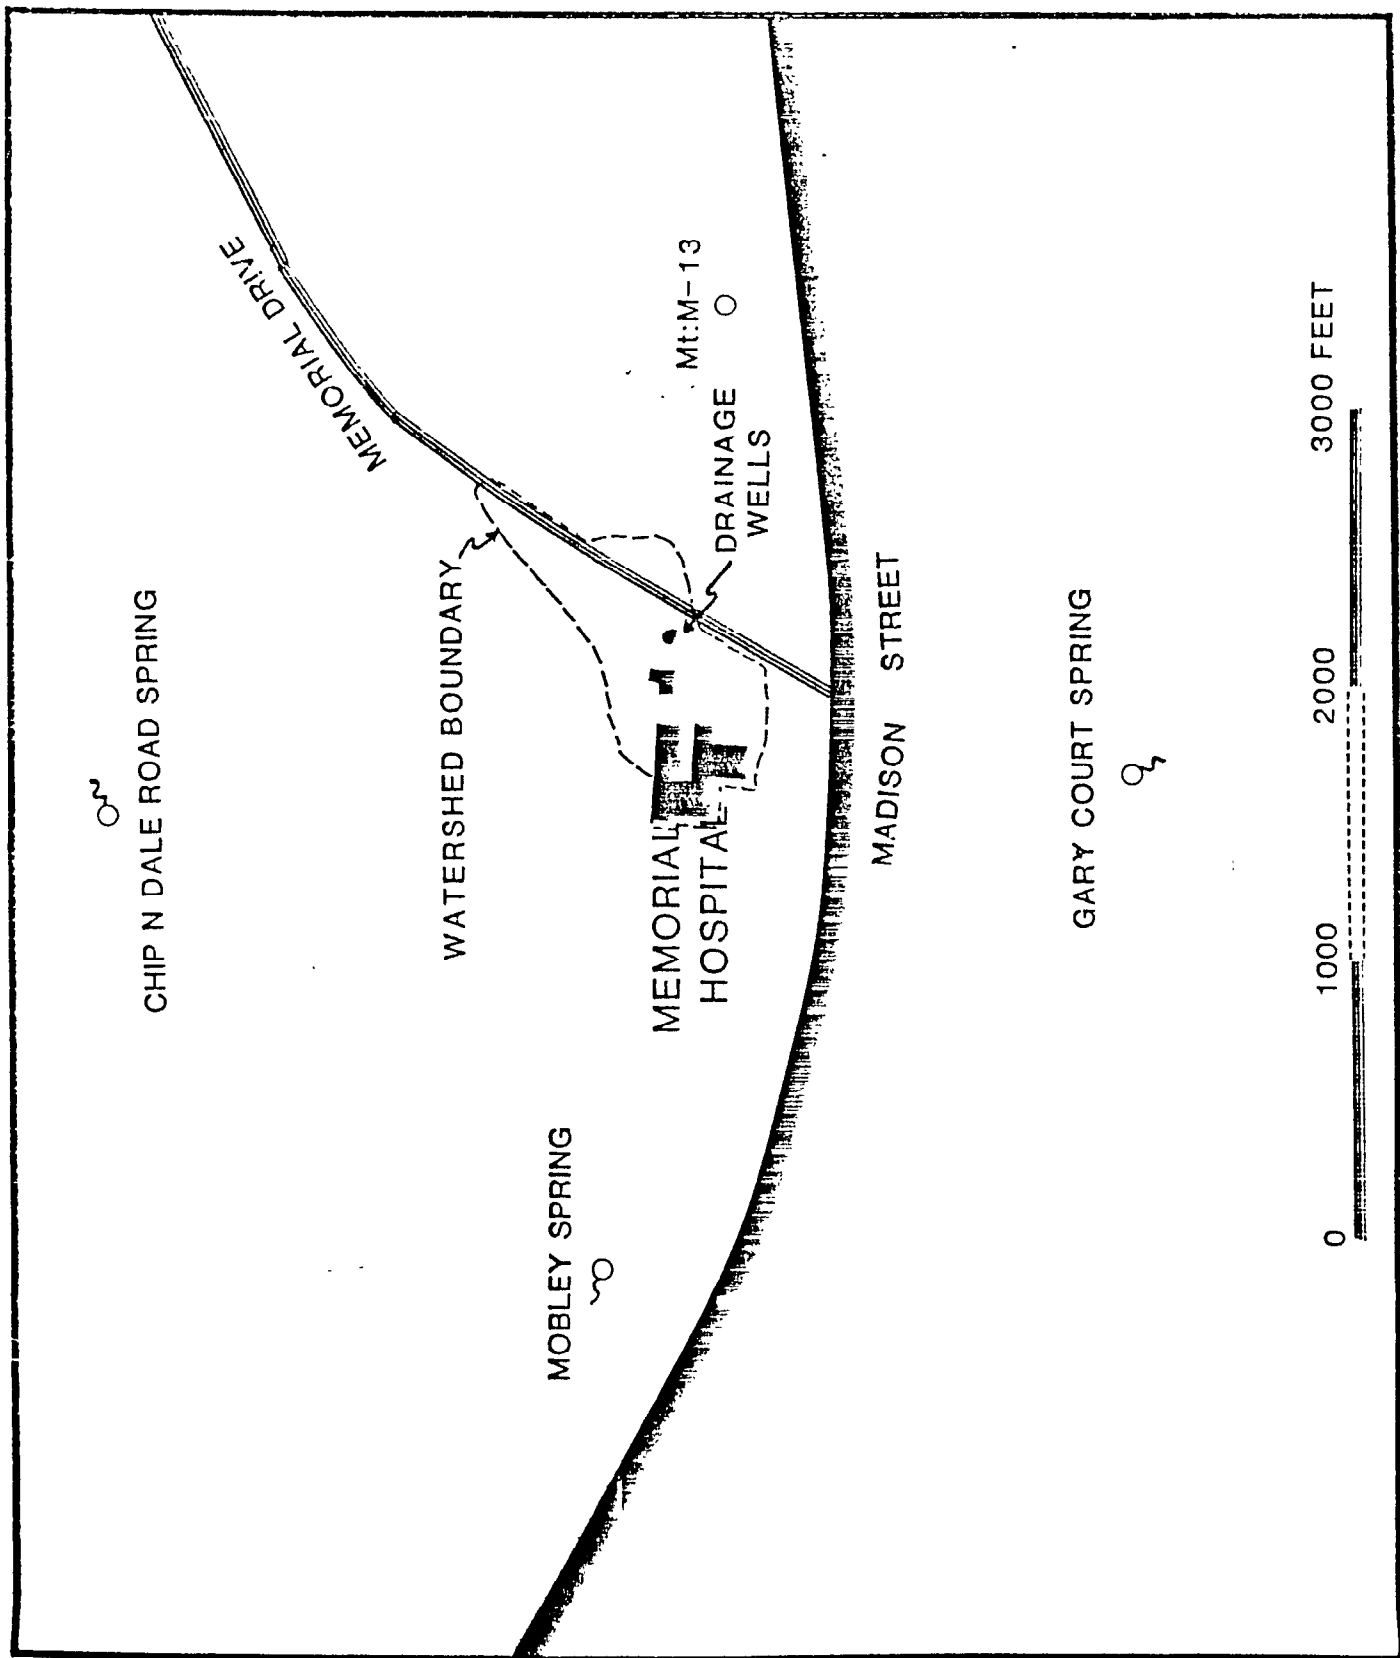 CHIP N DALE ROAD SPRING
MEMORIAL DRIVE
WATERSHED BOUNDARY
MOBLEY SPRING
MEMORIAL
HOSPITAL
Mt:M-13
DRAINAGE
WELLS
MADISON STREET
GARY COURT SPRING
0 1000 2000 3000 FEET